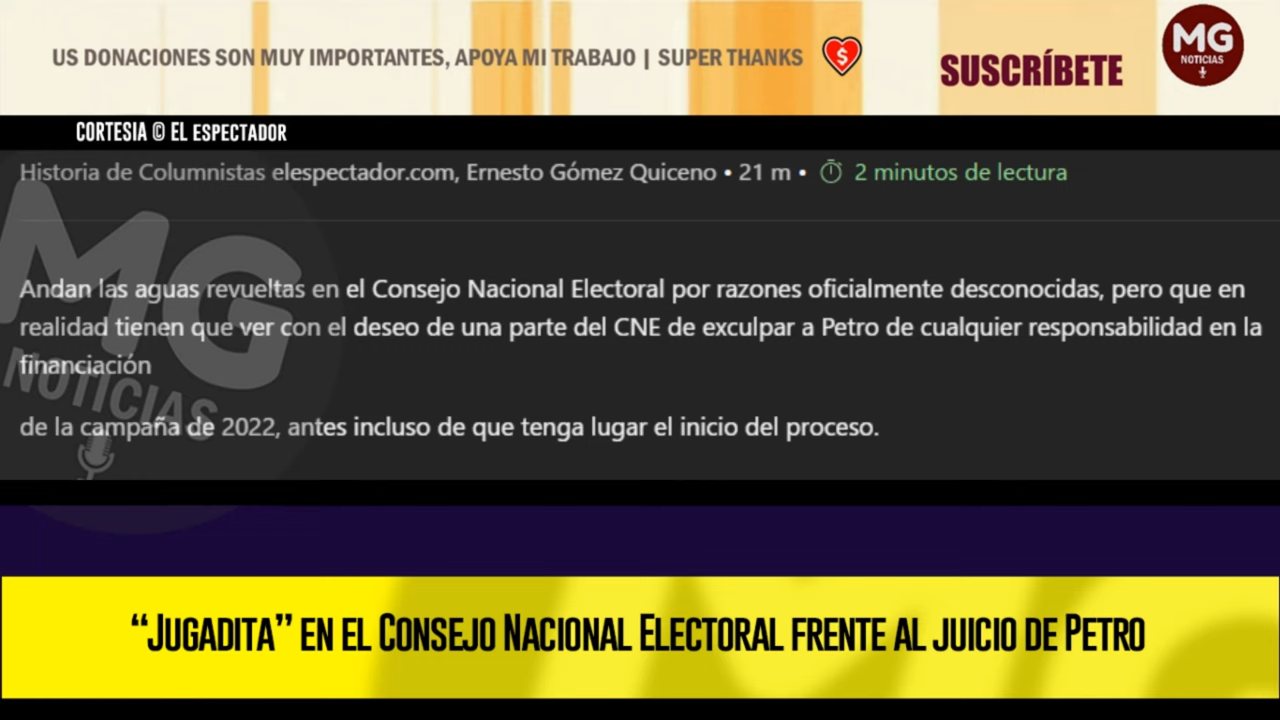 US DONACIONES SON MUY IMPORTANTES, APOYA MI TRABAJO | SUPER THANKS
$
SUSCRÍBETE
MG
NOTICIAS
CORTESIA © EL ESPECTADOR
Historia de Columnistas elespectador.com, Ernesto Gómez Quiceno • 21 m • 2 minutos de lectura
MG
NOTICIAS
Andan las aguas revueltas en el Consejo Nacional Electoral por razones oficialmente desconocidas, pero que en
realidad tienen que ver con el deseo de una parte del CNE de exculpar a Petro de cualquier responsabilidad en la
financiación
de la campaña de 2022, antes incluso de que tenga lugar el inicio del proceso.
“JUGADITA” EN EL CONSEJO NACIONAL ELECTORAL FRENTE AL JUICIO DE PETRO